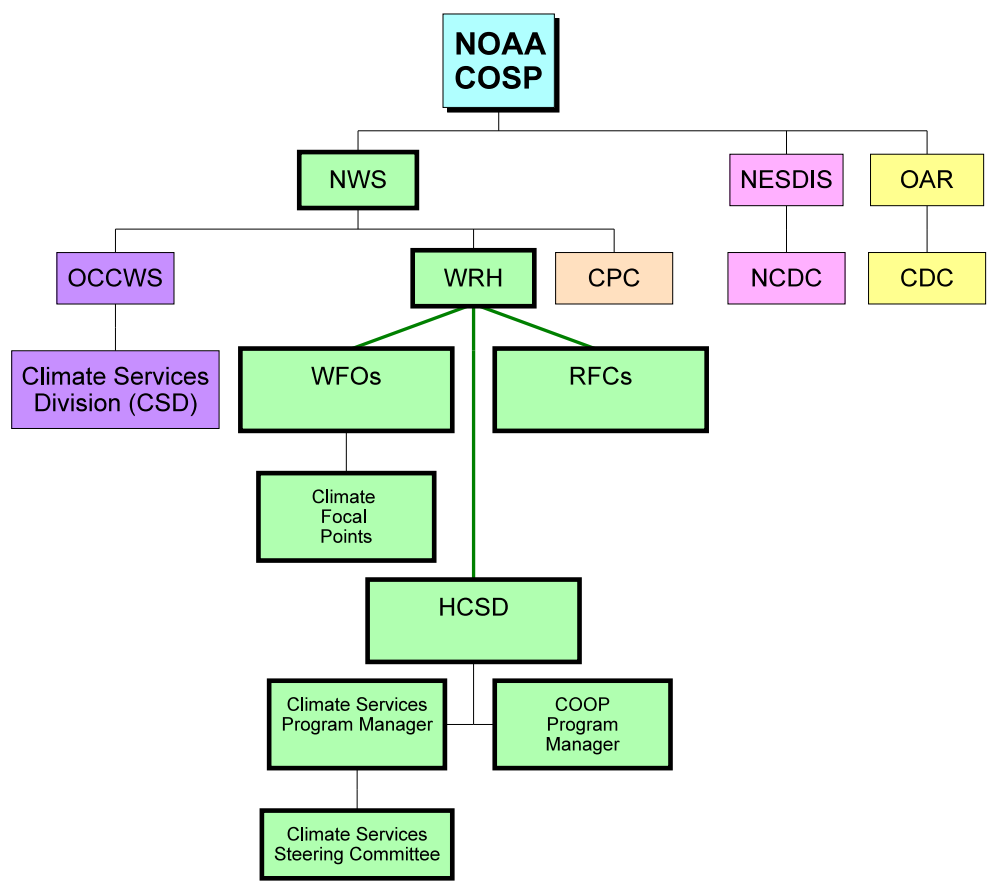 NOAA
COSP
NWS
NESDIS
OAR
OCCWS
WRH
CPC
NCDC
CDC
Climate Services
Division (CSD)
WFOs
RFCs
Climate
Focal
Points
HCSD
Climate Services
Program Manager
COOP
Program
Manager
Climate Services
Steering Committee